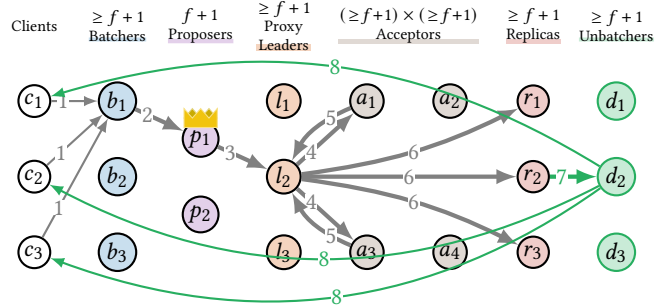 Clients
≥ f + 1
Batchers
f + 1
Proposers
≥ f + 1
Proxy
Leaders
(≥f+1) × (≥f+1)
Acceptors
≥ f + 1
Replicas
≥ f + 1
Unbatchers
8
c1 1 b1 l1 a1 a2 r1 d1
2 5
p1
1 3 4 6
c2 b2 l2 6 r2 7 d2
1 4 6
p2
5
c3 b3 l3 8 a3 a4 r3 d3
8